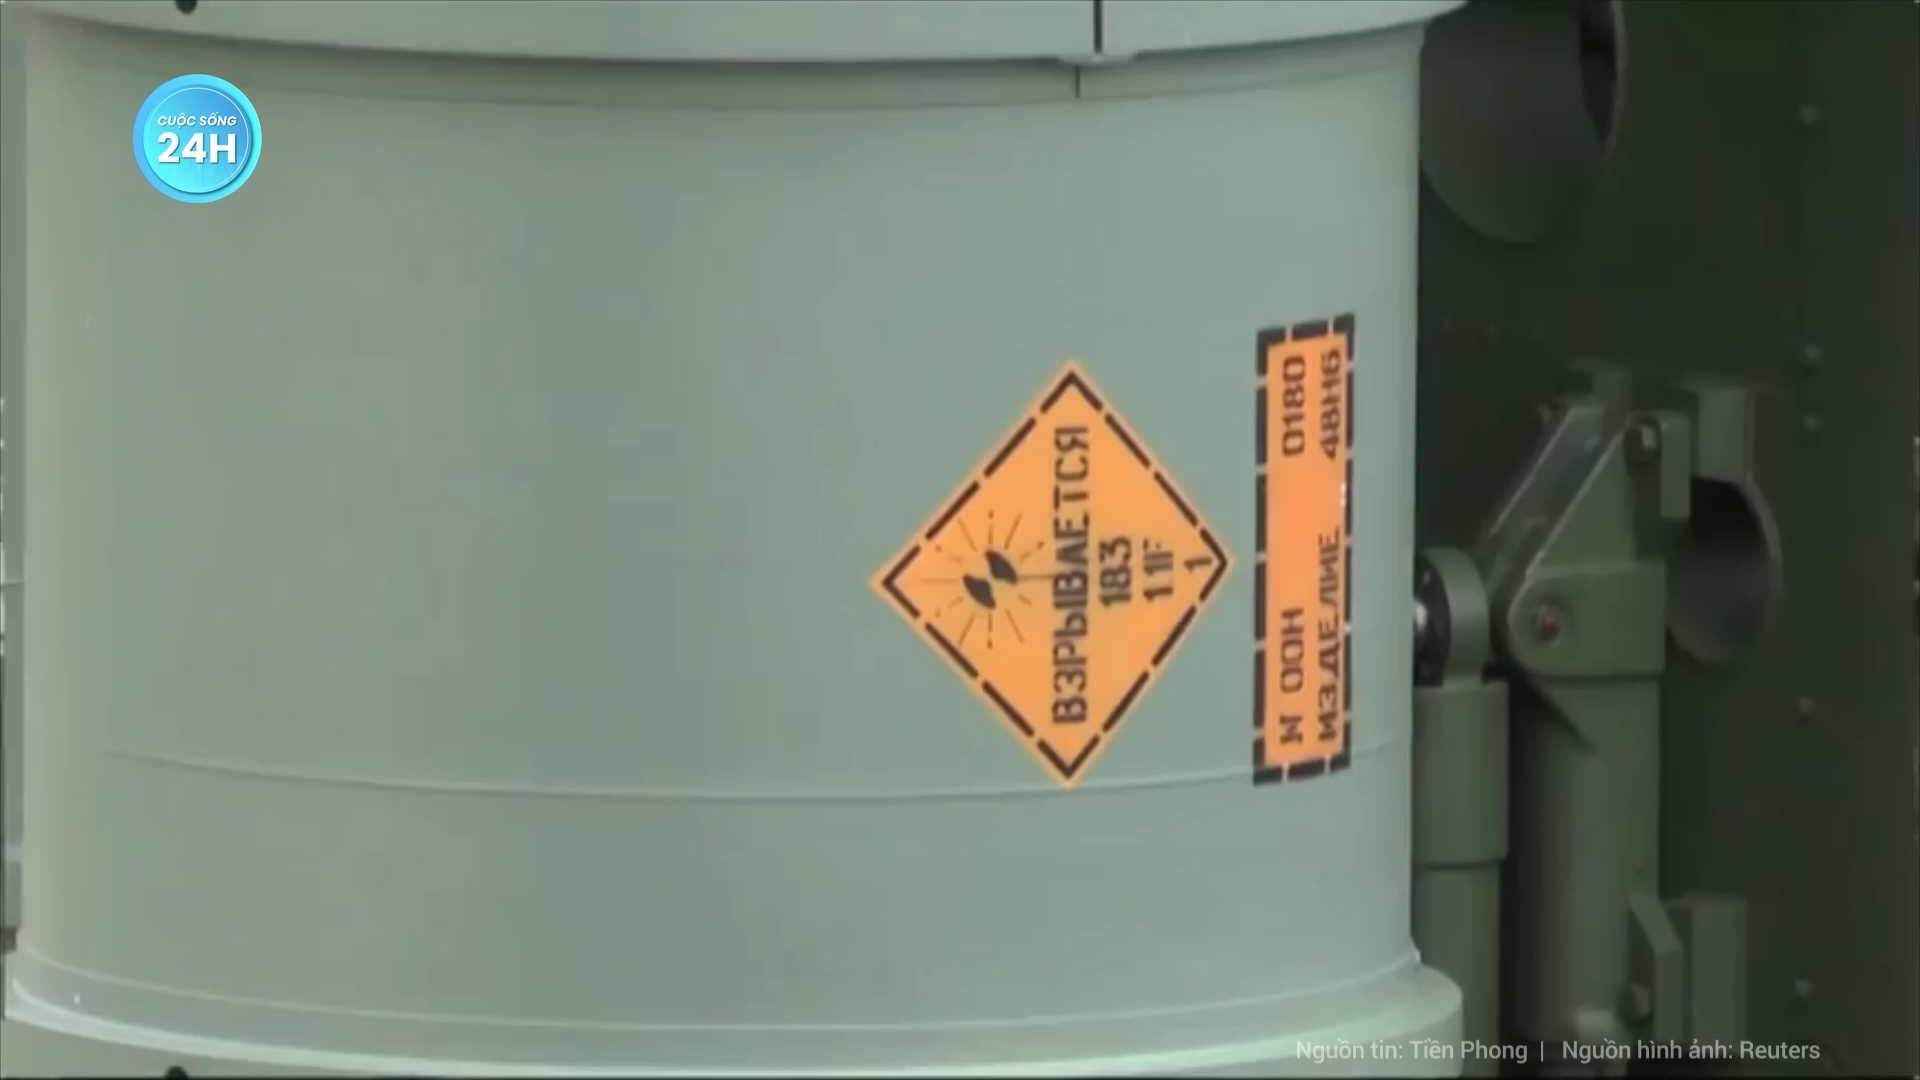 CUỘC SỐNG
24H
ВЗРЫВАЕТСЯ
183
1.1F
1
N ООН 0180
ИЗДЕЛИЕ 48Н6
Nguồn tin: Tiền Phong | Nguồn hình ảnh: Reuters